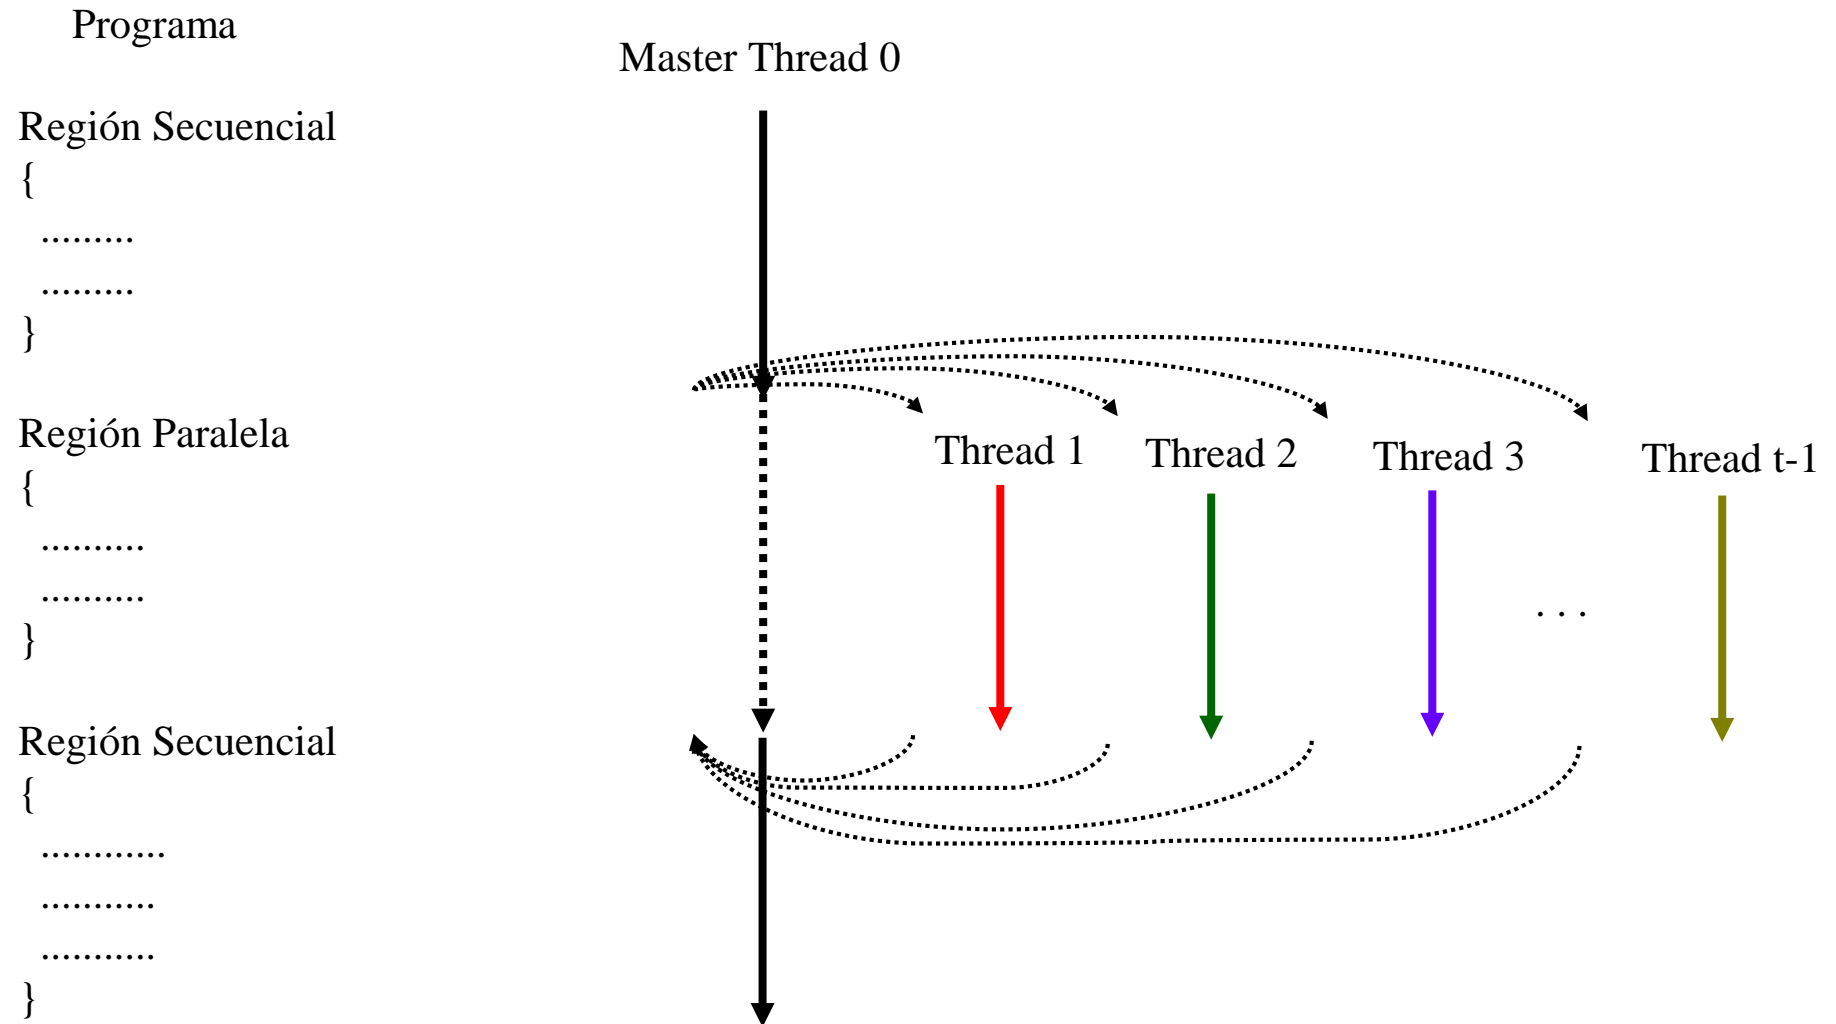 Programa
Master Thread 0
Región Secuencial
{
.........
.........
}
Región Paralela
{
..........
..........
}
Thread 1
Thread 2
Thread 3
Thread t-1
. . .
Región Secuencial
{
............
...........
...........
}